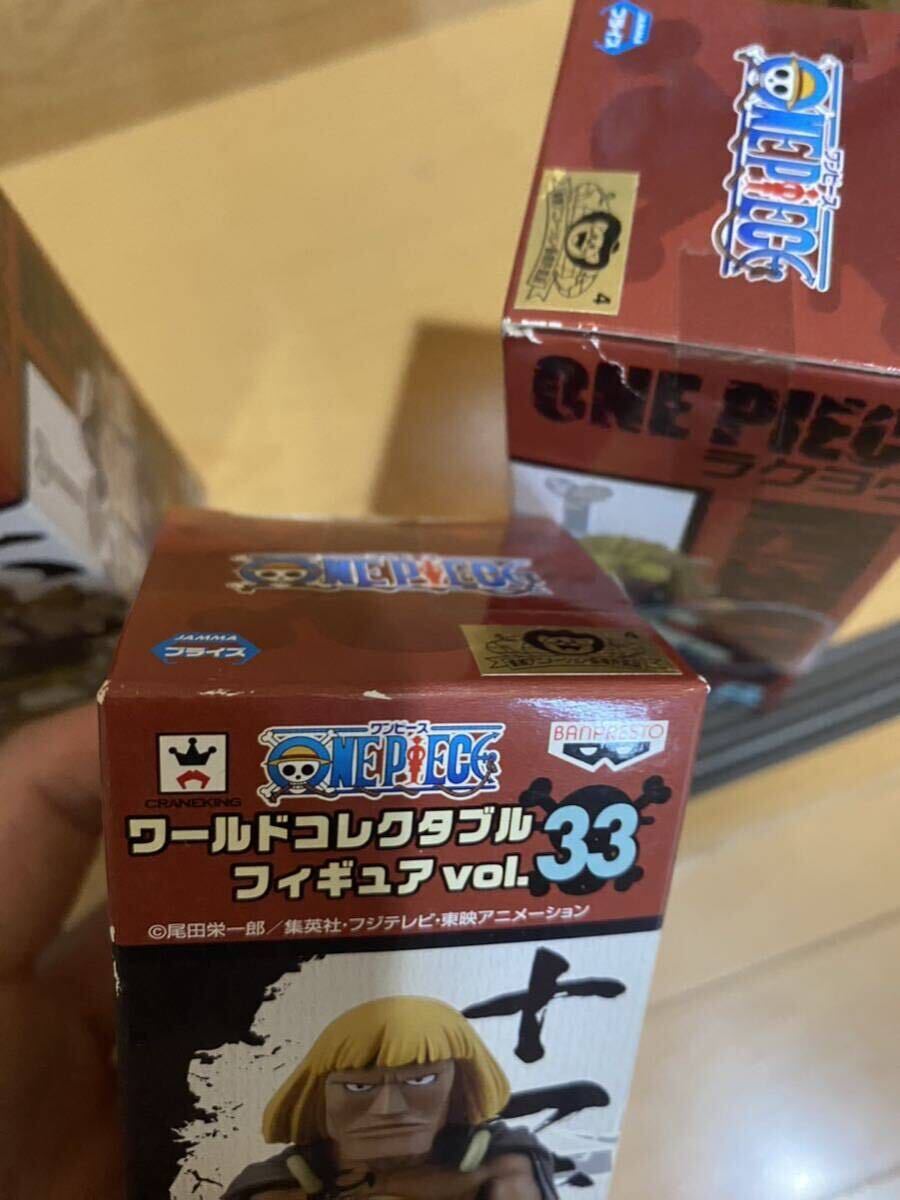 ワンピース
ONE PIECE
ONE PIEC
ラクヨウ
33
ONE PIECE
JAMMA
プライズ
CRANEKING
ワンピース
ONE PIECE
BANPRESTO
ワールドコレクタブル
フィギュア vol.33
©尾田栄一郎／集英社・フジテレビ・東映アニメーション
十